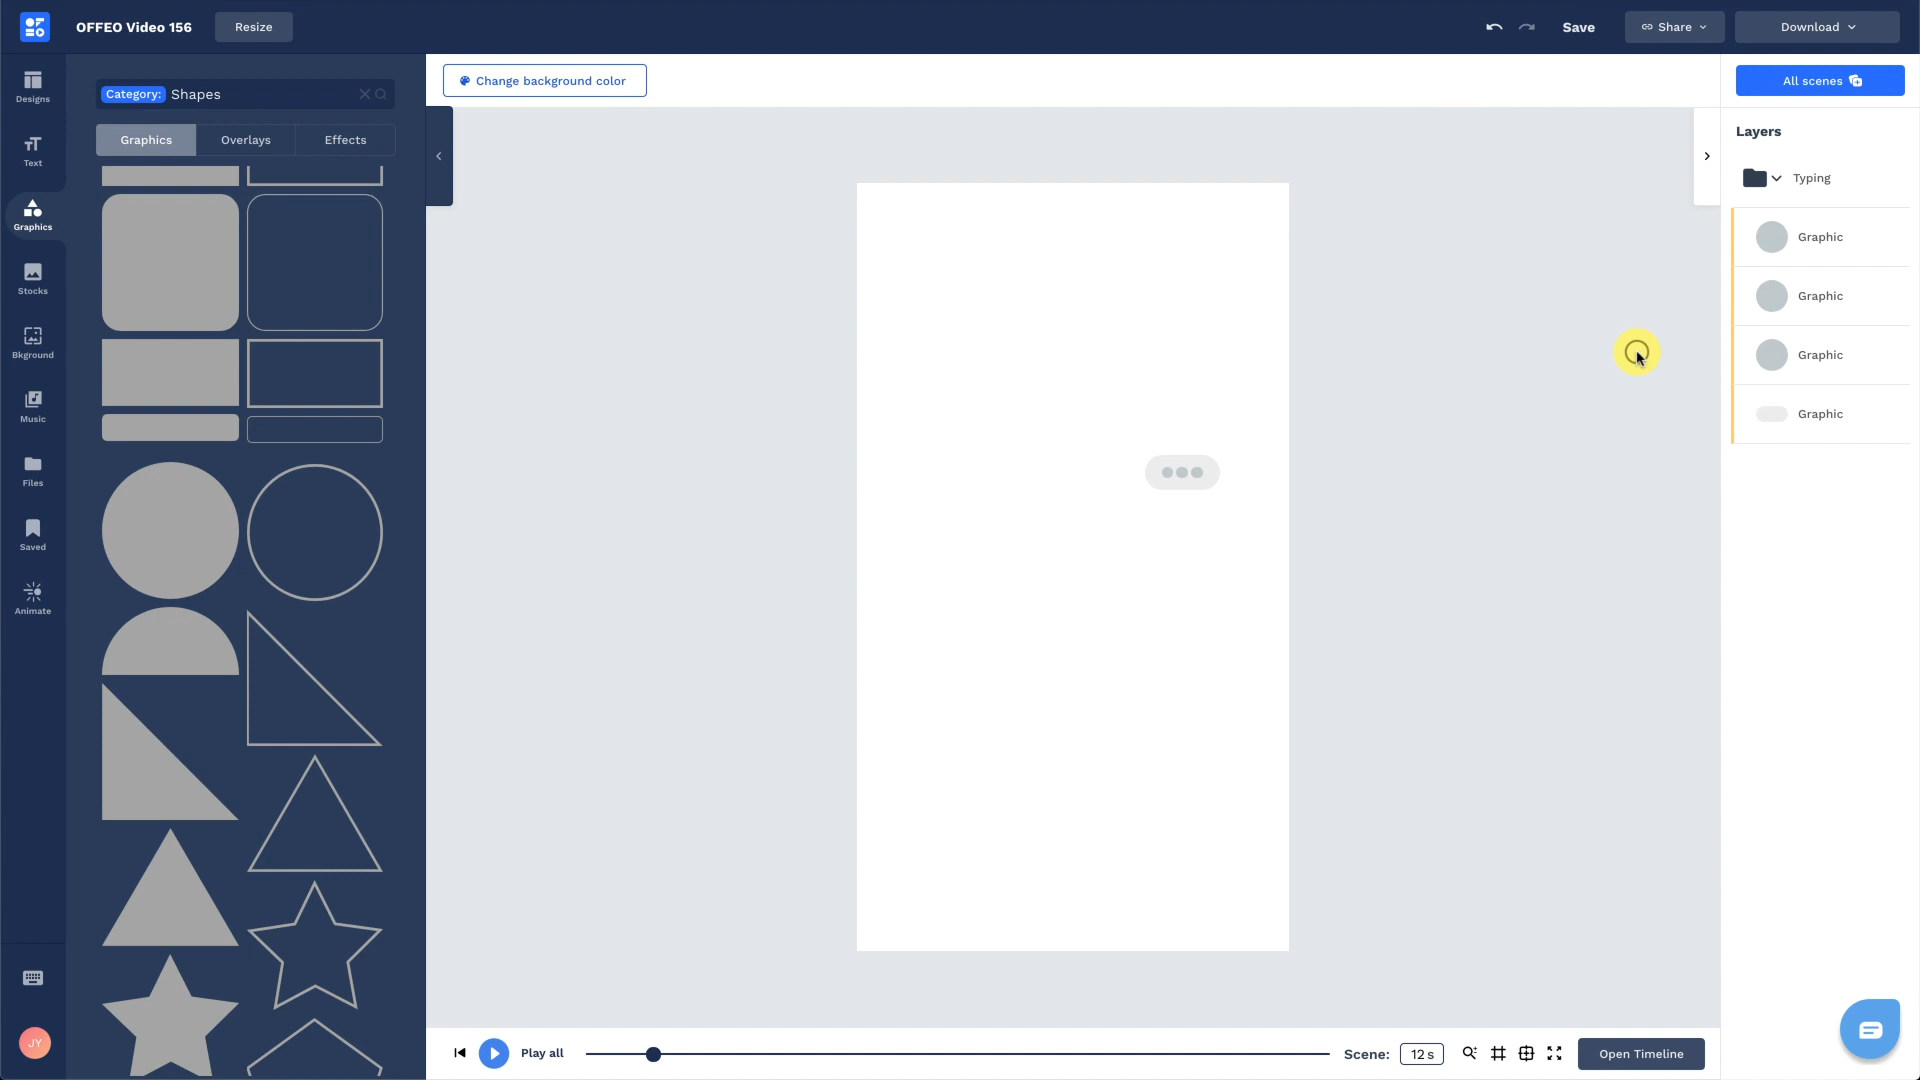 OFFEO Video 156
Resize
Save
Share
Download
Designs
Text
Graphics
Stocks
Bkground
Music
Files
Saved
Animate
JY
Category: Shapes
Graphics
Overlays
Effects
Change background color
All scenes
Layers
Typing
Graphic
Graphic
Graphic
Graphic
Play all
Scene:
12 s
Open Timeline